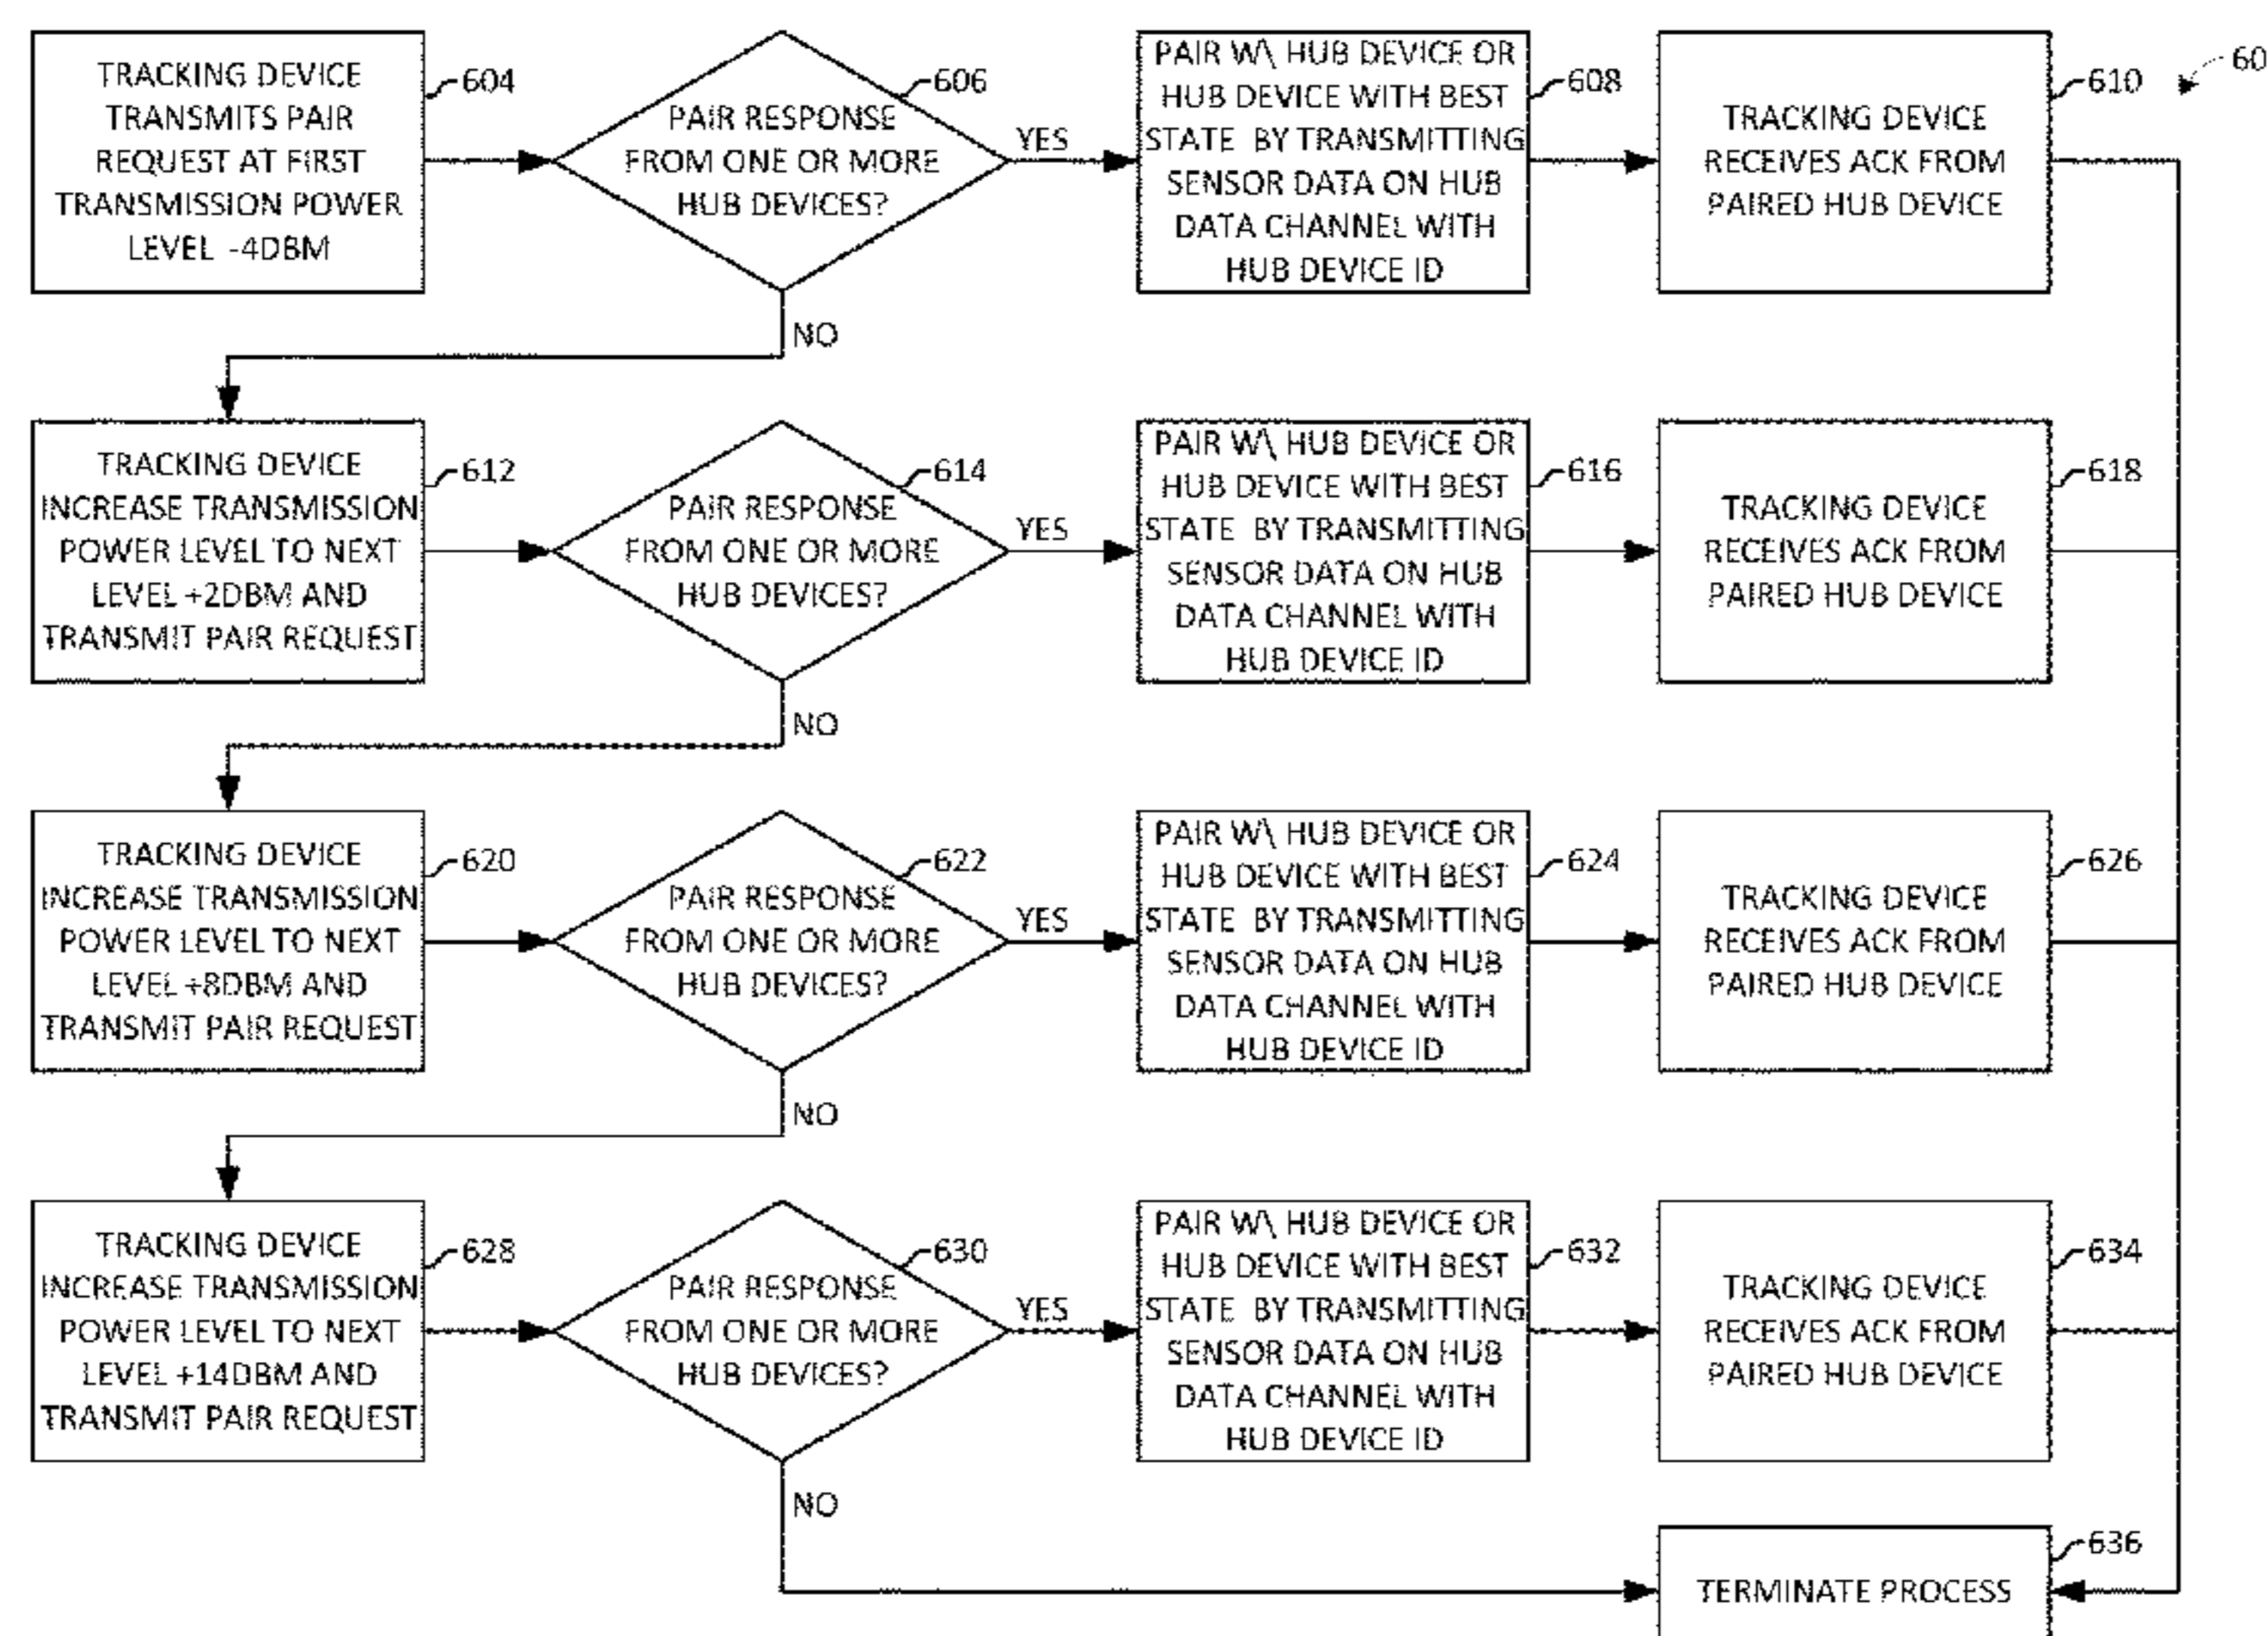 TRACKING DEVICE
TRANSMITS PAIR
REQUEST AT FIRST
TRANSMISSION POWER
LEVEL -4DBM
604
PAIR RESPONSE
FROM ONE OR MORE
HUB DEVICES?
606
YES
NO
PAIR W\ HUB DEVICE OR
HUB DEVICE WITH BEST
STATE BY TRANSMITTING
SENSOR DATA ON HUB
DATA CHANNEL WITH
HUB DEVICE ID
608
TRACKING DEVICE
RECEIVES ACK FROM
PAIRED HUB DEVICE
610
60
TRACKING DEVICE
INCREASE TRANSMISSION
POWER LEVEL TO NEXT
LEVEL +2DBM AND
TRANSMIT PAIR REQUEST
612
PAIR RESPONSE
FROM ONE OR MORE
HUB DEVICES?
614
YES
NO
PAIR W\ HUB DEVICE OR
HUB DEVICE WITH BEST
STATE BY TRANSMITTING
SENSOR DATA ON HUB
DATA CHANNEL WITH
HUB DEVICE ID
616
TRACKING DEVICE
RECEIVES ACK FROM
PAIRED HUB DEVICE
618
TRACKING DEVICE
INCREASE TRANSMISSION
POWER LEVEL TO NEXT
LEVEL +8DBM AND
TRANSMIT PAIR REQUEST
620
PAIR RESPONSE
FROM ONE OR MORE
HUB DEVICES?
622
YES
NO
PAIR W\ HUB DEVICE OR
HUB DEVICE WITH BEST
STATE BY TRANSMITTING
SENSOR DATA ON HUB
DATA CHANNEL WITH
HUB DEVICE ID
624
TRACKING DEVICE
RECEIVES ACK FROM
PAIRED HUB DEVICE
626
TRACKING DEVICE
INCREASE TRANSMISSION
POWER LEVEL TO NEXT
LEVEL +14DBM AND
TRANSMIT PAIR REQUEST
628
PAIR RESPONSE
FROM ONE OR MORE
HUB DEVICES?
630
YES
NO
PAIR W\ HUB DEVICE OR
HUB DEVICE WITH BEST
STATE BY TRANSMITTING
SENSOR DATA ON HUB
DATA CHANNEL WITH
HUB DEVICE ID
632
TRACKING DEVICE
RECEIVES ACK FROM
PAIRED HUB DEVICE
634
TERMINATE PROCESS
636